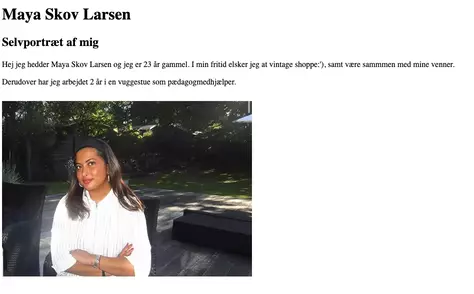 Maya Skov Larsen
Selvportræt af mig
Hej jeg hedder Maya Skov Larsen og jeg er 23 år gammel. I min fritid elsker jeg at vintage shoppe:'), samt være sammmen med mine venner.
Derudover har jeg arbejdet 2 år i en vuggestue som pædagogmedhjælper.